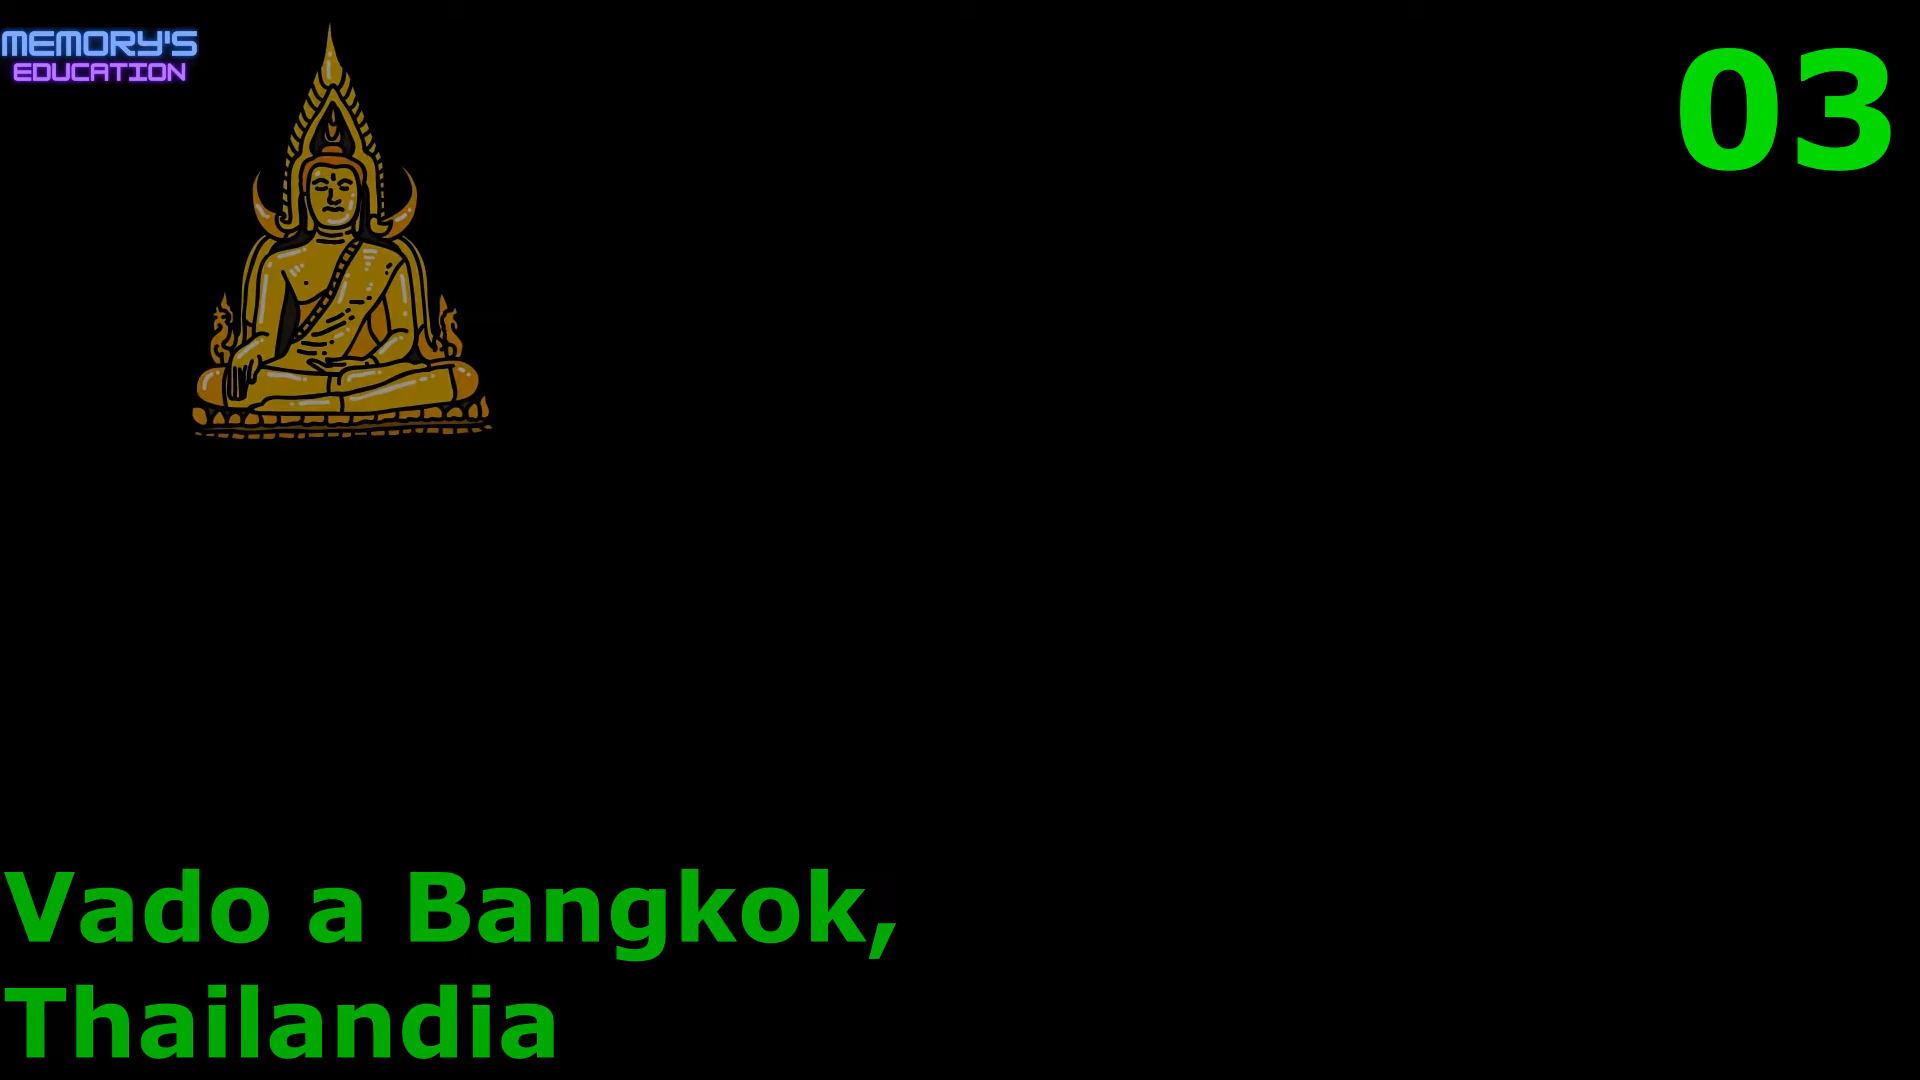 MEMORY'S
EDUCATION
03
Vado a Bangkok,
Thailandia